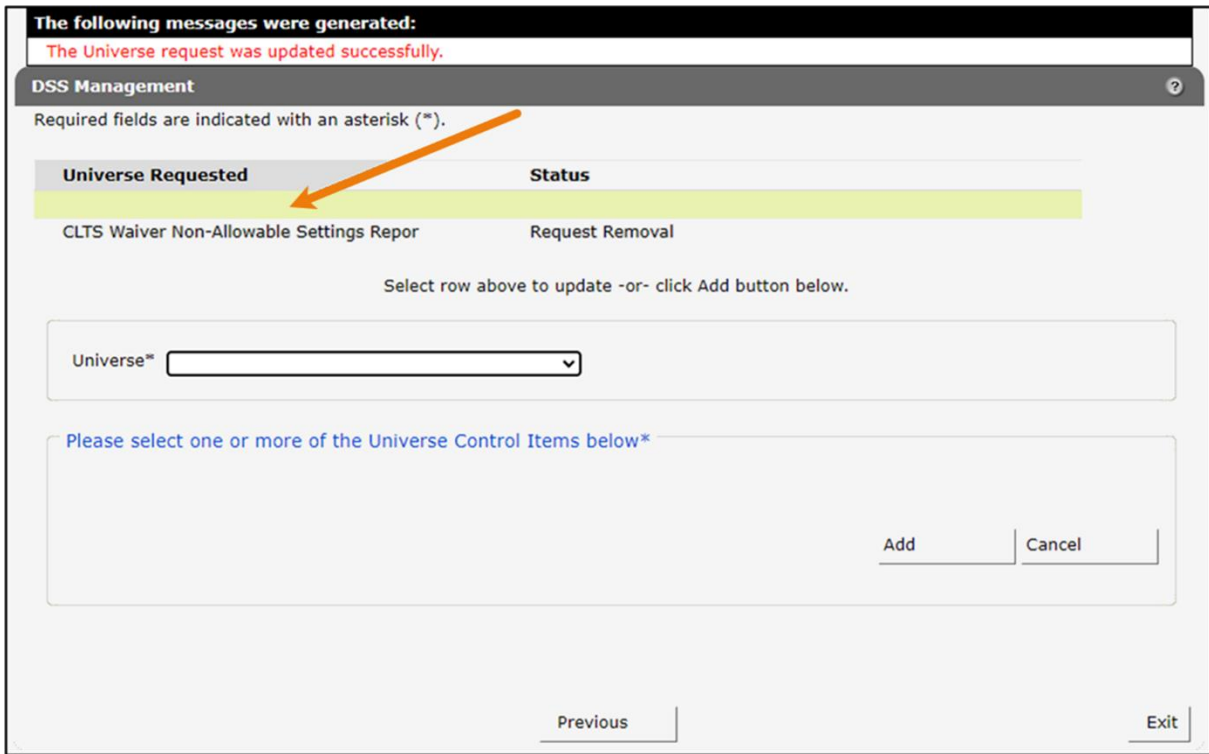 The following messages were generated:
The Universe request was updated successfully.
DSS Management ?
Required fields are indicated with an asterisk (*).
Universe Requested Status
CLTS Waiver Non-Allowable Settings Repor Request Removal
Select row above to update -or- click Add button below.
Universe*
Please select one or more of the Universe Control Items below*
Add Cancel
Previous Exit